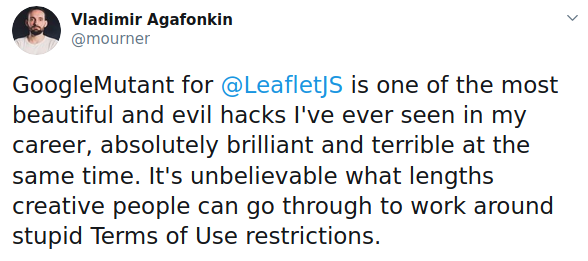 Vladimir Agafonkin
@mourner
GoogleMutant for @LeafletJS is one of the most
beautiful and evil hacks I've ever seen in my
career, absolutely brilliant and terrible at the
same time. It's unbelievable what lengths
creative people can go through to work around
stupid Terms of Use restrictions.